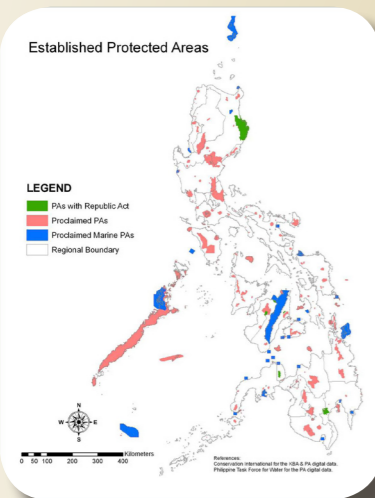 Established Protected Areas
LEGEND
PAs with Republic Act
Proclaimed PAs
Proclaimed Marine PAs
Regional Boundary
N
W E
S
Kilometers
0 50 100 200 300 400
References:
Conservation International for the KBA & PA digital data.
Philippine Task Force for Water for the PA digital data.